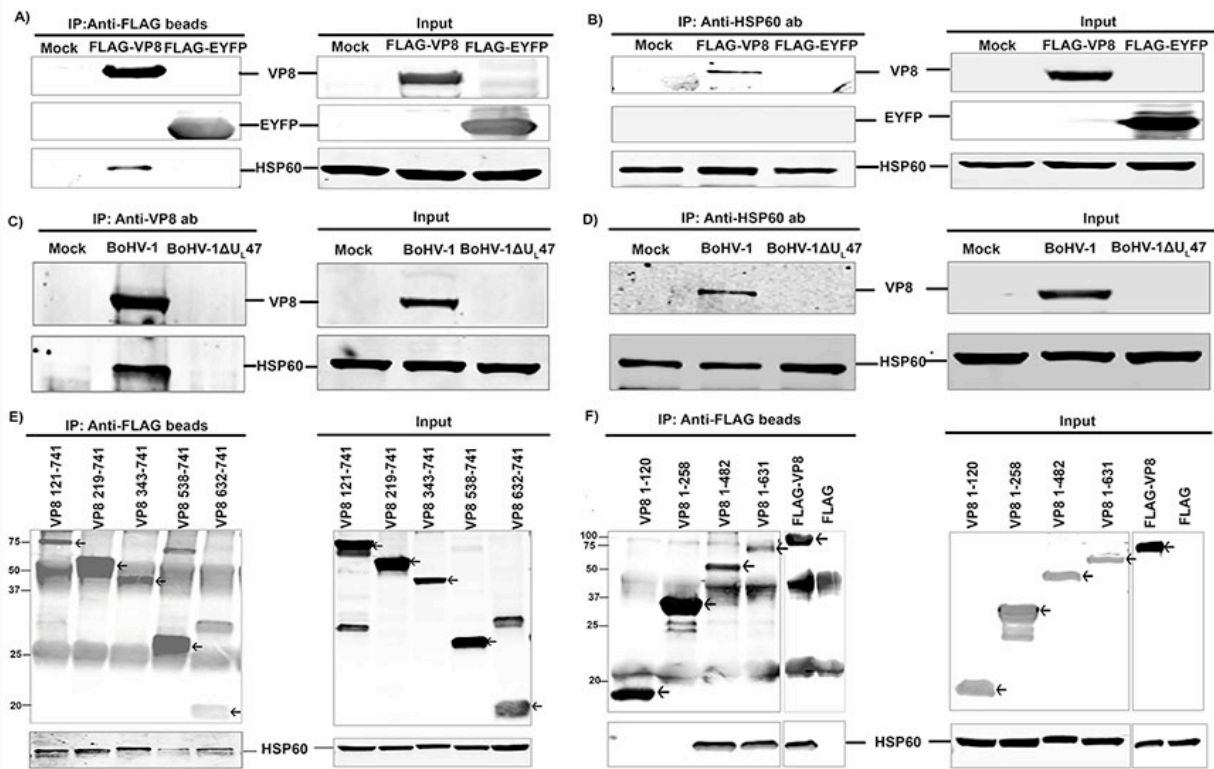 A)
IP:Anti-FLAG beads
Input
Mock FLAG-VP8 FLAG-EYFP
Mock FLAG-VP8 FLAG-EYFP
VP8
EYFP
HSP60
B)
IP: Anti-HSP60 ab
Input
Mock FLAG-VP8 FLAG-EYFP
Mock FLAG-VP8 FLAG-EYFP
VP8
EYFP
HSP60
C)
IP: Anti-VP8 ab
Input
Mock BoHV-1 BoHV-1ΔUL47
Mock BoHV-1 BoHV-1ΔUL47
VP8
HSP60
D)
IP: Anti-HSP60 ab
Input
Mock BoHV-1 BoHV-1ΔUL47
Mock BoHV-1 BoHV-1ΔUL47
VP8
HSP60
E)
IP: Anti-FLAG beads
Input
VP8 121-741
VP8 219-741
VP8 343-741
VP8 538-741
VP8 632-741
VP8 121-741
VP8 219-741
VP8 343-741
VP8 538-741
VP8 632-741
75
50
37
25
20
HSP60
F)
IP: Anti-FLAG beads
Input
VP8 1-120
VP8 1-258
VP8 1-482
VP8 1-631
FLAG-VP8
FLAG
VP8 1-120
VP8 1-258
VP8 1-482
VP8 1-631
FLAG-VP8
FLAG
100
75
50
37
25
20
HSP60